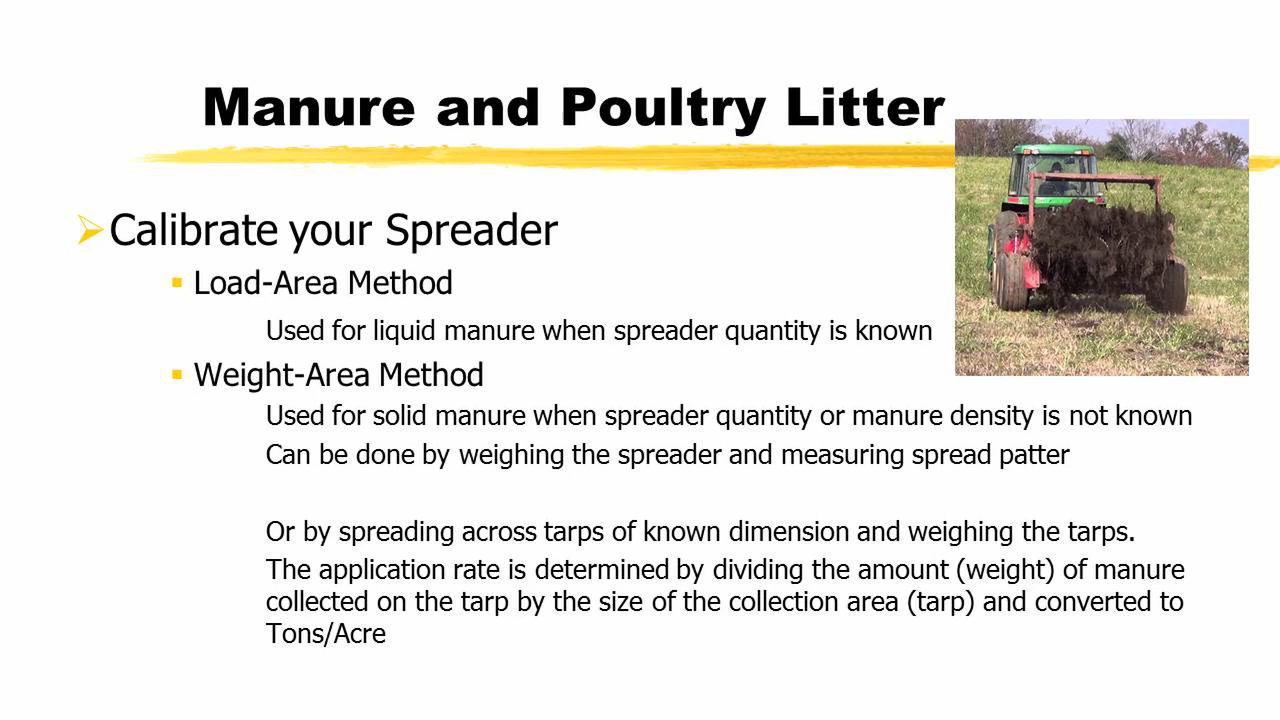 Manure and Poultry Litter
Calibrate your Spreader
Load-Area Method
Used for liquid manure when spreader quantity is known
Weight-Area Method
Used for solid manure when spreader quantity or manure density is not known
Can be done by weighing the spreader and measuring spread patter
Or by spreading across tarps of known dimension and weighing the tarps.
The application rate is determined by dividing the amount (weight) of manure
collected on the tarp by the size of the collection area (tarp) and converted to
Tons/Acre